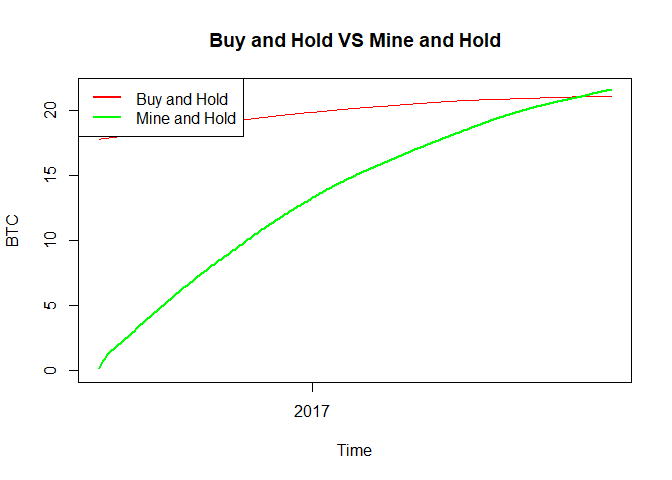 Buy and Hold VS Mine and Hold
Buy and Hold
Mine and Hold
20
15
10
5
0
BTC
2017
Time